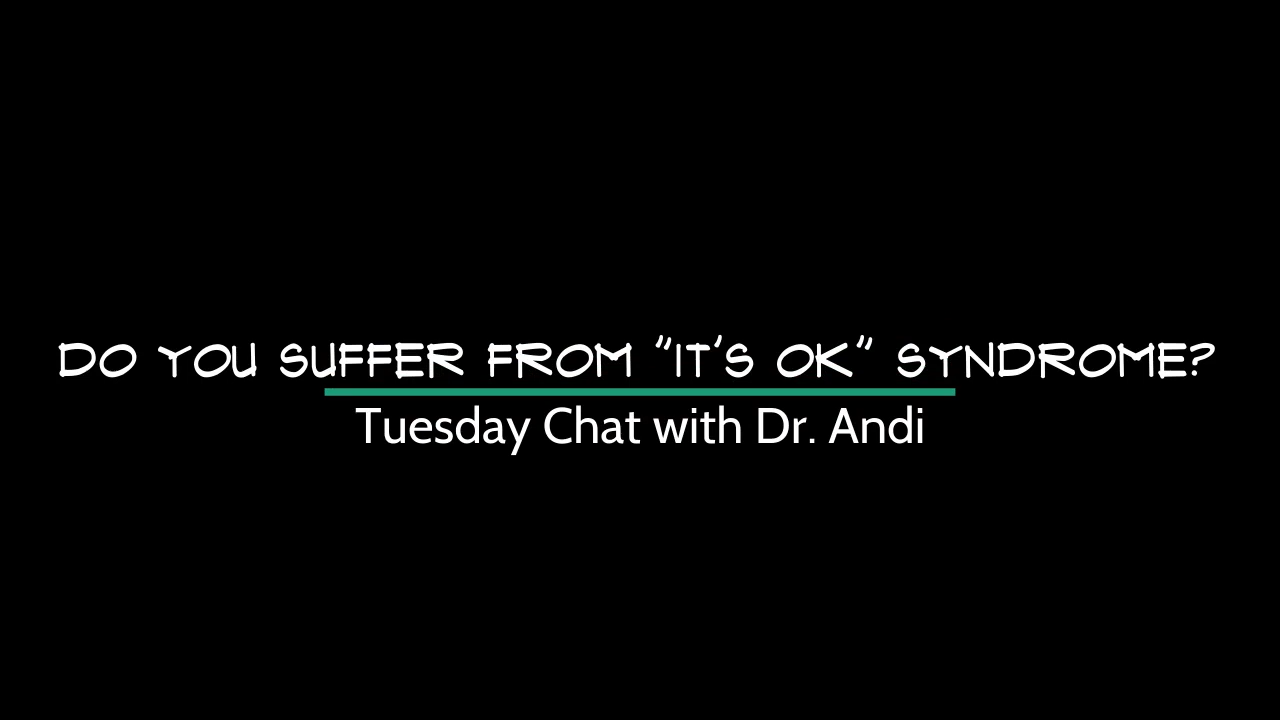 DO YOU SUFFER FROM "IT'S OK" SYNDROME?
Tuesday Chat with Dr. Andi